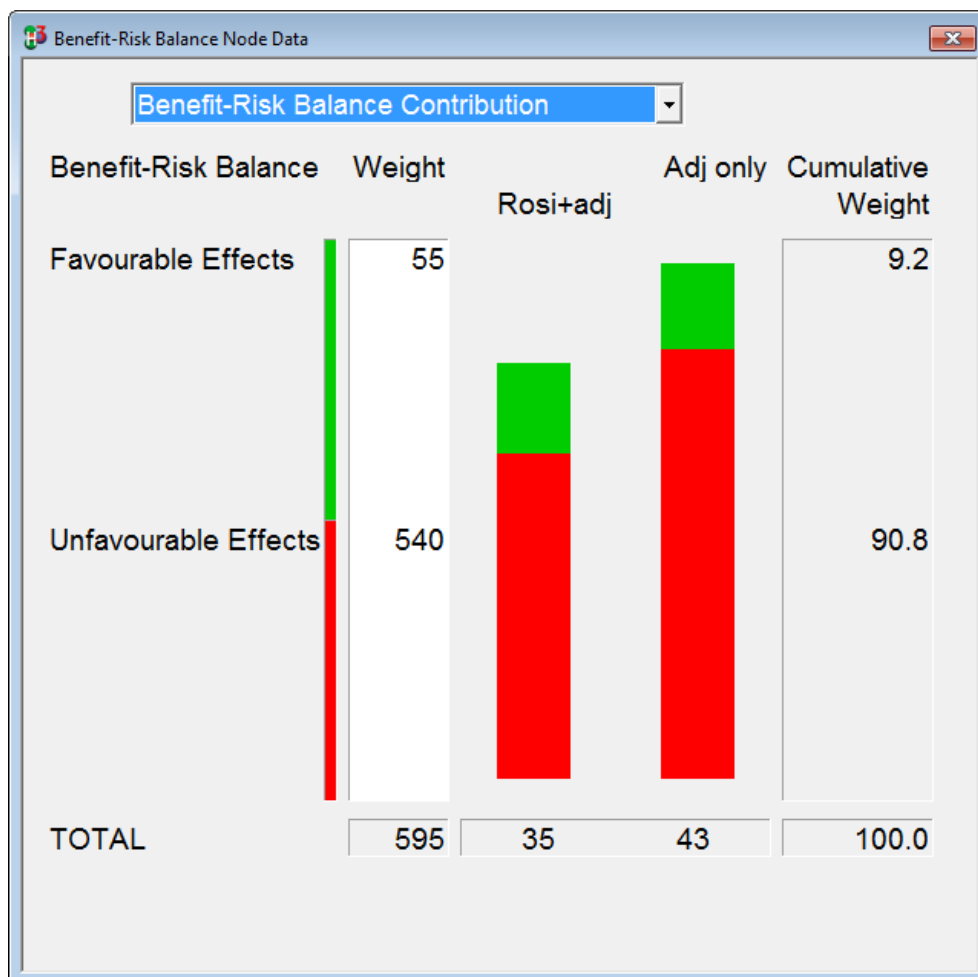 Benefit-Risk Balance Node Data
Benefit-Risk Balance Contribution
Benefit-Risk Balance Weight Adj only Cumulative
Rosi+adj Weight
Favourable Effects 55 9.2
Unfavourable Effects 540 90.8
TOTAL 595 35 43 100.0